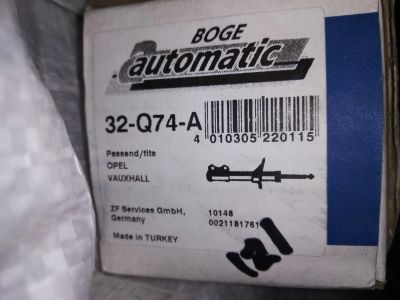 BOGE
automatic
32-Q74-A
4 010305 220115
Passend/fits
OPEL
VAUXHALL
ZF Services GmbH,
Germany
10148
0021181761
Made in TURKEY